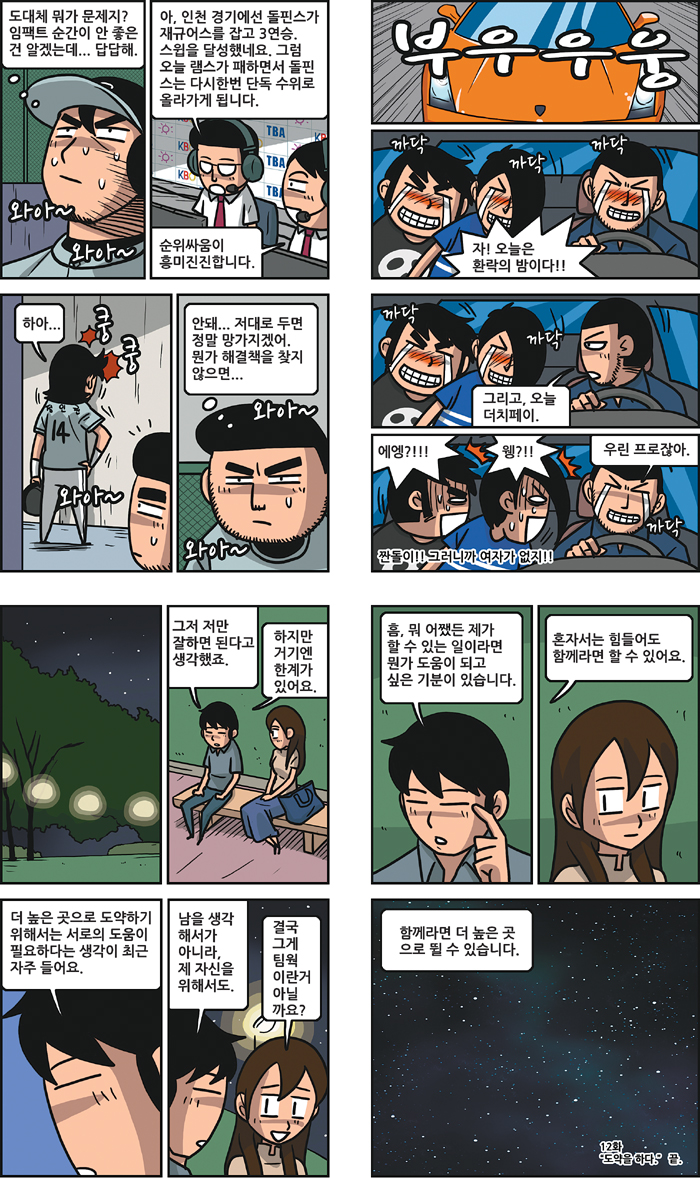 도대체 뭐가 문제지?
임팩트 순간이 안 좋은
건 알겠는데... 답답해.
와아~
와아~
아, 인천 경기에선 돌핀스가
재규어스를 잡고 3연승.
스윕을 달성했네요. 그럼
오늘 램스가 패하면서 돌핀
스는 다시한번 단독 수위로
올라가게 됩니다.
TBA
KBO
TBA
KBO
TBA
순위싸움이
흥미진진합니다.
하아...
쿵
쿵
14
와아~
안돼... 저대로 두면
정말 망가지겠어.
뭔가 해결책을 찾지
않으면...
와아~
와아~
부우우웅
까닥
까닥
까닥
자! 오늘은
환락의 밤이다!!
까닥
까닥
그리고, 오늘
더치페이.
에엥?!!!
웽?!!
우린 프로잖아.
까닥
짠돌이!! 그러니까 여자가 없지!!
그저 저만
잘하면 된다고
생각했죠.
하지만
거기엔
한계가
있어요.
흠, 뭐 어쨌든 제가
할 수 있는 일이라면
뭔가 도움이 되고
싶은 기분이 있습니다.
혼자서는 힘들어도
함께라면 할 수 있어요.
더 높은 곳으로 도약하기
위해서는 서로의 도움이
필요하다는 생각이 최근
자주 들어요.
남을 생각
해서가
아니라,
제 자신을
위해서도.
결국
그게
팀웍
이란거
아닐
까요?
함께라면 더 높은 곳
으로 뛸 수 있습니다.
12화
"도약을 하다." 끝.